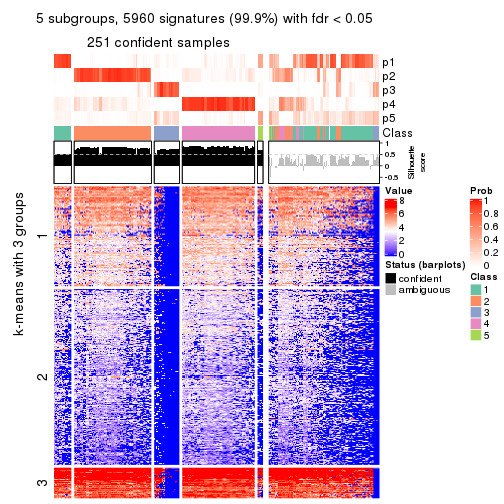 5 subgroups, 5960 signatures (99.9%) with fdr < 0.05
251 confident samples
p1
p2
p3
p4
p5
Class
1
0.5
0
-0.5
Silhouette
score
k-means with 3 groups
1
2
3
Value
8
6
4
2
0
Status (barplots)
confident
ambiguous
Prob
1
0.8
0.6
0.4
0.2
0
Class
1
2
3
4
5